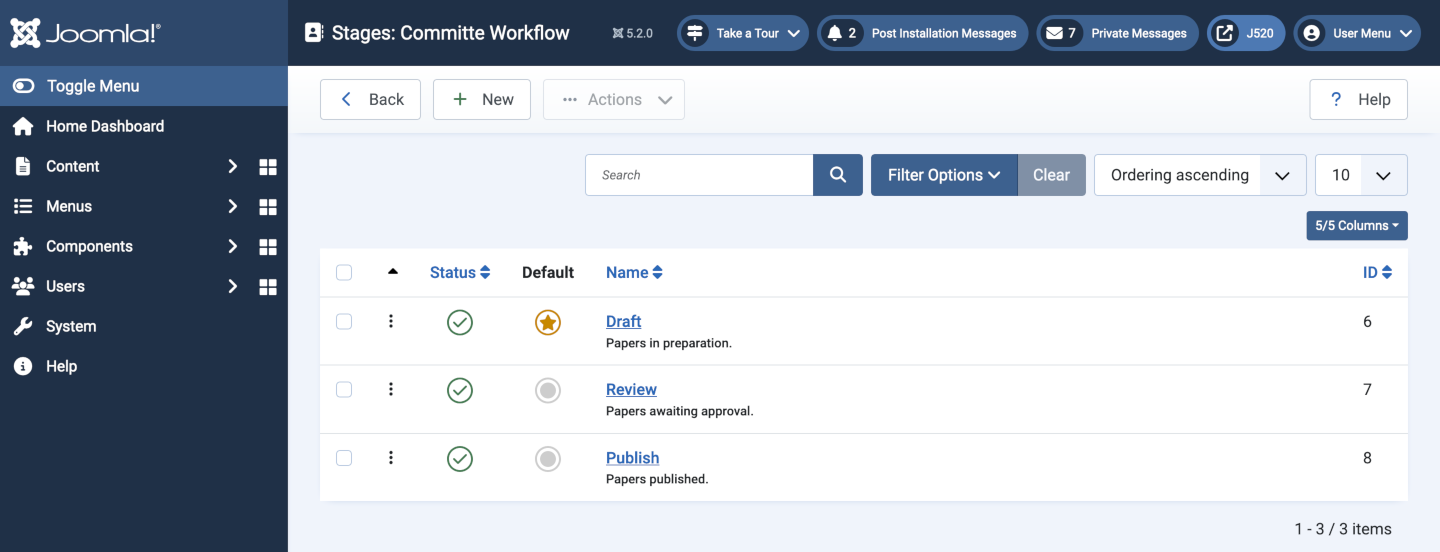 Joomla!®
Stages: Committe Workflow
5.2.0
Take a Tour
2 Post Installation Messages
7 Private Messages
J520
User Menu
Toggle Menu
Home Dashboard
Content
Menus
Components
Users
System
Help
Back
New
Actions
? Help
Search
Filter Options
Clear
Ordering ascending
10
5/5 Columns
Status Default Name ID
Draft 6
Papers in preparation.
Review 7
Papers awaiting approval.
Publish 8
Papers published.
1 - 3 / 3 items